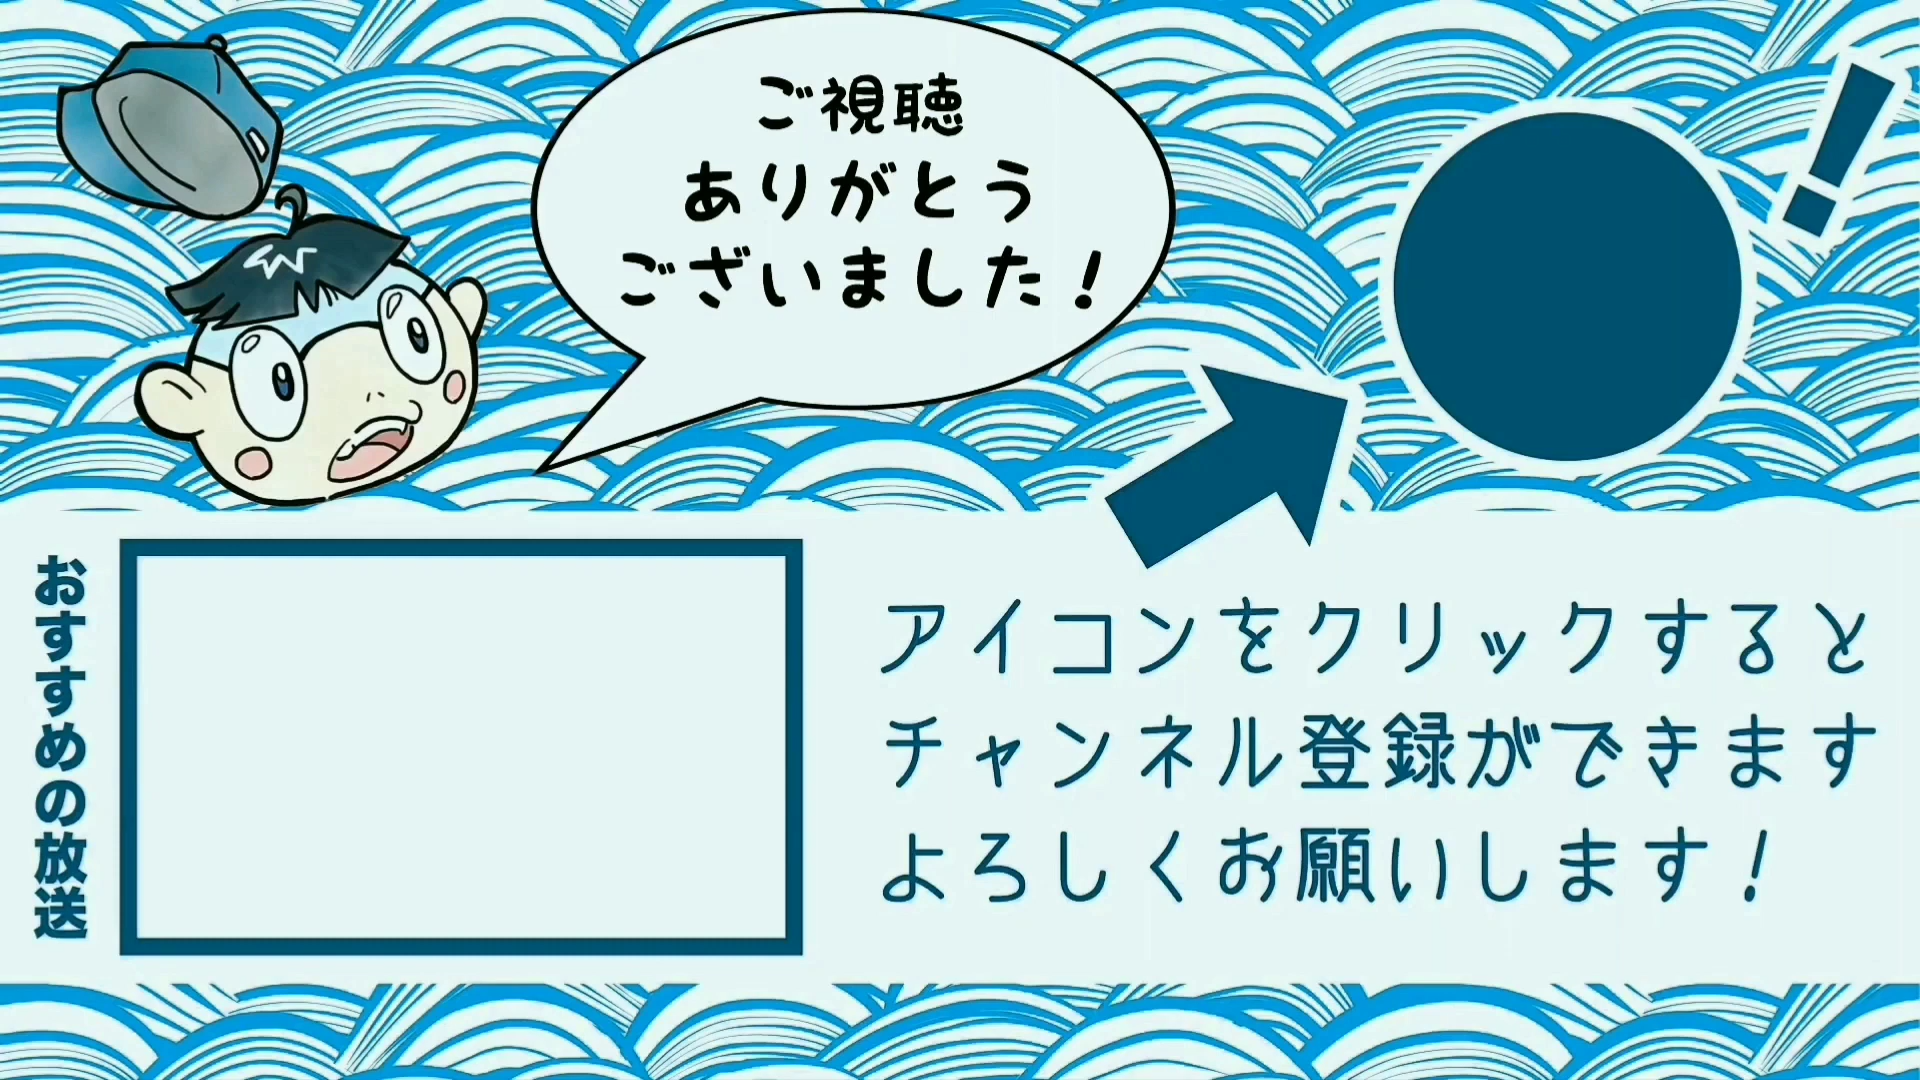 ご視聴
ありがとう
ございました！
おすすめの放送
アイコンをクリックすると
チャンネル登録ができます
よろしくお願いします！